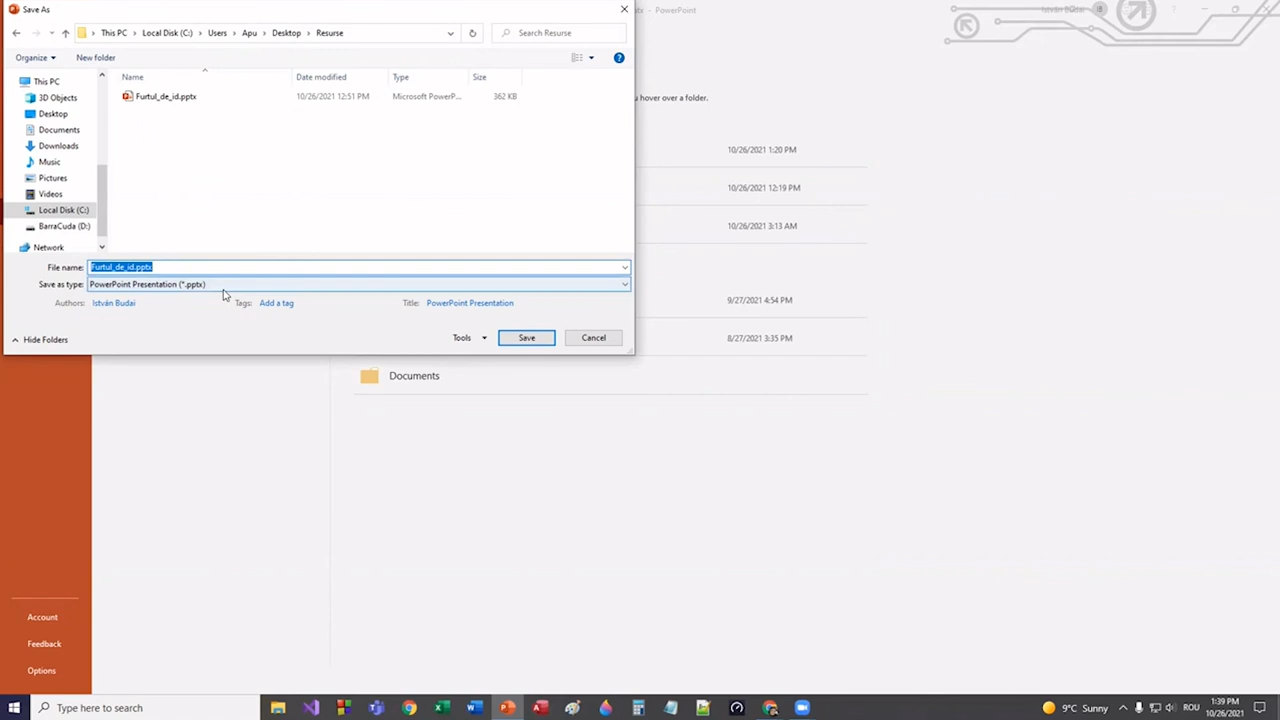 Save As
tx - PowerPoint
István Budai
This PC > Local Disk (C:) > Users > Apu > Desktop > Resurse
Search Resurse
Organize
New folder
Name
Date modified
Type
Size
This PC
3D Objects
Desktop
Documents
Downloads
Music
Pictures
Videos
Local Disk (C:)
BarraCuda (D:)
Network
Furtul_de_id.pptx
10/26/2021 12:51 PM
Microsoft PowerP...
362 KB
u hover over a folder.
10/26/2021 1:20 PM
10/26/2021 12:19 PM
10/26/2021 3:13 AM
9/27/2021 4:54 PM
8/27/2021 3:35 PM
File name: Furtul_de_id.pptx
Save as type: PowerPoint Presentation (*.pptx)
Authors: István Budai
Tags: Add a tag
Title: PowerPoint Presentation
Hide Folders
Tools
Save
Cancel
Documents
Account
Feedback
Options
Type here to search
9°C Sunny
ROU
1:39 PM
10/26/2021